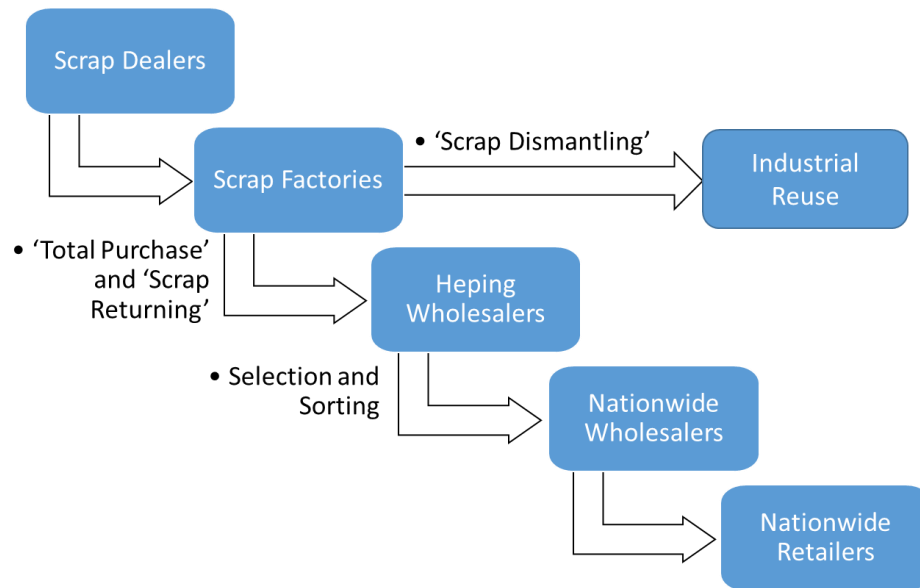 Scrap Dealers
• ‘Scrap Dismantling’
Scrap Factories
Industrial
Reuse
• ‘Total Purchase’
and ‘Scrap
Returning’
Heping
Wholesalers
• Selection and
Sorting
Nationwide
Wholesalers
Nationwide
Retailers